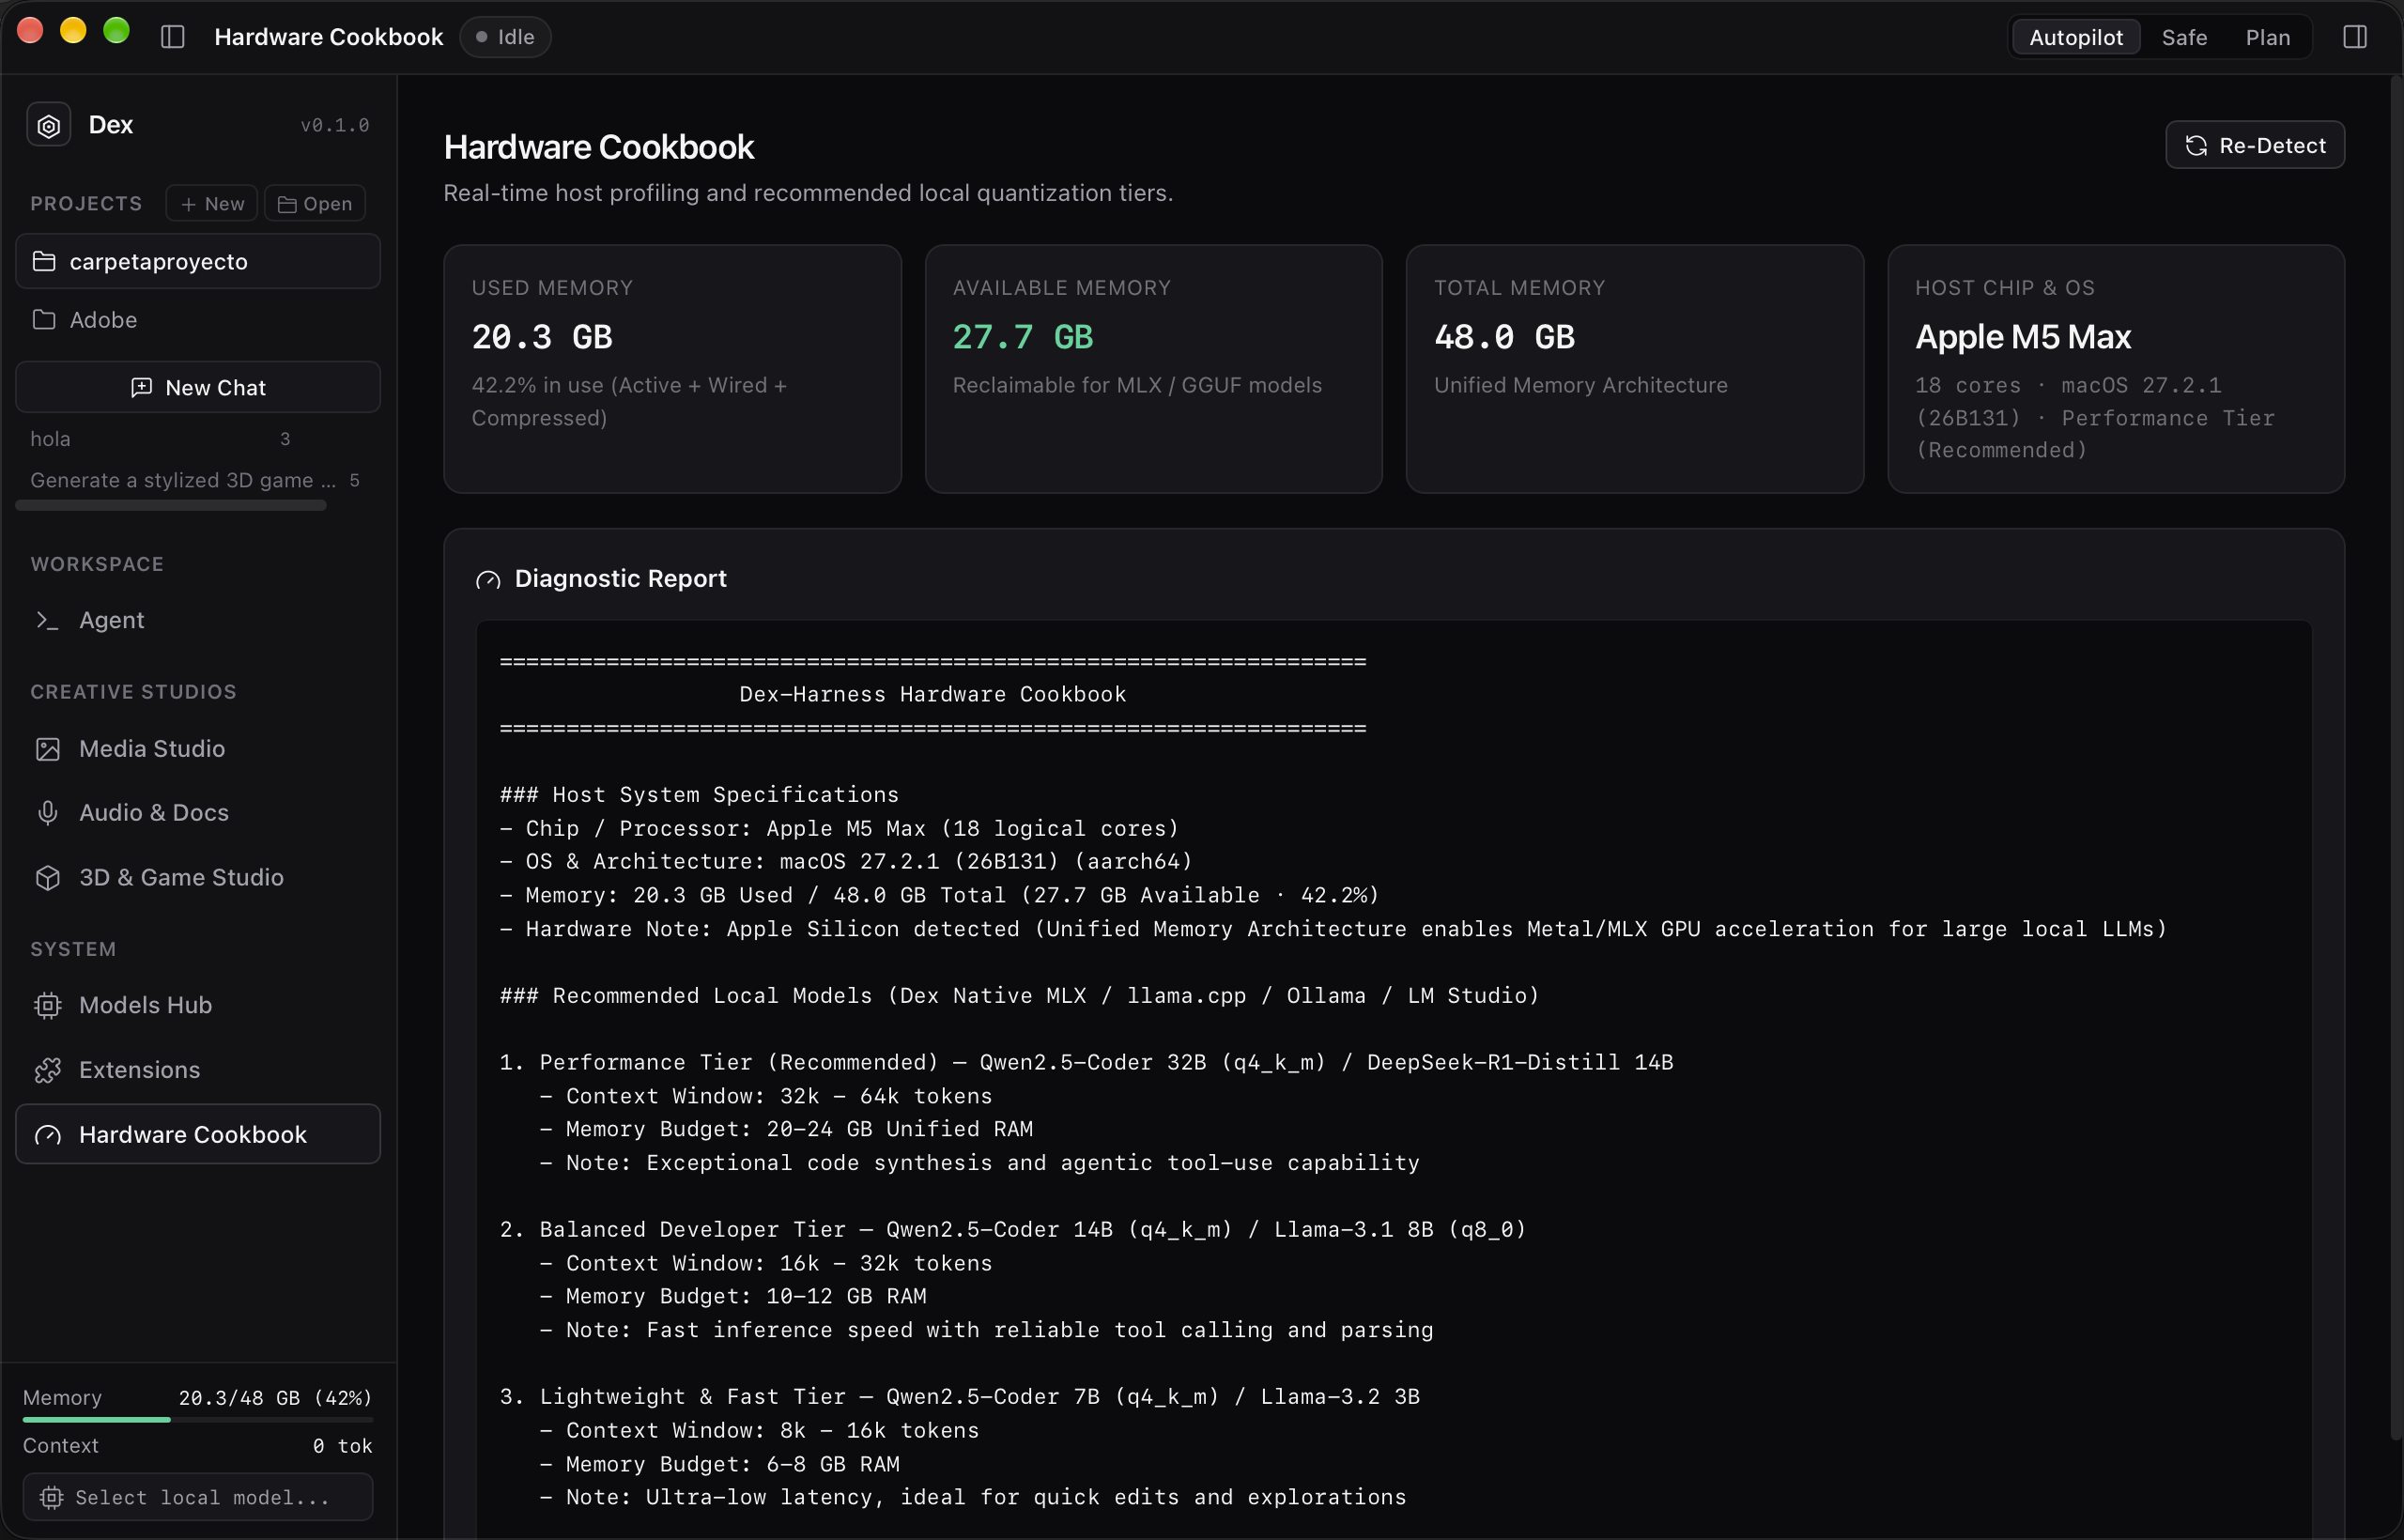 Hardware Cookbook
Idle
Autopilot
Safe
Plan
Dex
v0.1.0
PROJECTS
New
Open
carpetaproyecto
Adobe
New Chat
hola 3
Generate a stylized 3D game ... 5
WORKSPACE
Agent
CREATIVE STUDIOS
Media Studio
Audio & Docs
3D & Game Studio
SYSTEM
Models Hub
Extensions
Hardware Cookbook
Memory 20.3/48 GB (42%)
Context 0 tok
Select local model...
Hardware Cookbook
Real-time host profiling and recommended local quantization tiers.
Re-Detect
USED MEMORY
20.3 GB
42.2% in use (Active + Wired +
Compressed)
AVAILABLE MEMORY
27.7 GB
Reclaimable for MLX / GGUF models
TOTAL MEMORY
48.0 GB
Unified Memory Architecture
HOST CHIP & OS
Apple M5 Max
18 cores · macOS 27.2.1
(26B131) · Performance Tier
(Recommended)
Diagnostic Report
=================================================================
Dex-Harness Hardware Cookbook
=================================================================
### Host System Specifications
- Chip / Processor: Apple M5 Max (18 logical cores)
- OS & Architecture: macOS 27.2.1 (26B131) (aarch64)
- Memory: 20.3 GB Used / 48.0 GB Total (27.7 GB Available · 42.2%)
- Hardware Note: Apple Silicon detected (Unified Memory Architecture enables Metal/MLX GPU acceleration for large local LLMs)
### Recommended Local Models (Dex Native MLX / llama.cpp / Ollama / LM Studio)
1. Performance Tier (Recommended) — Qwen2.5-Coder 32B (q4_k_m) / DeepSeek-R1-Distill 14B
- Context Window: 32k - 64k tokens
- Memory Budget: 20-24 GB Unified RAM
- Note: Exceptional code synthesis and agentic tool-use capability
2. Balanced Developer Tier — Qwen2.5-Coder 14B (q4_k_m) / Llama-3.1 8B (q8_0)
- Context Window: 16k - 32k tokens
- Memory Budget: 10-12 GB RAM
- Note: Fast inference speed with reliable tool calling and parsing
3. Lightweight & Fast Tier — Qwen2.5-Coder 7B (q4_k_m) / Llama-3.2 3B
- Context Window: 8k - 16k tokens
- Memory Budget: 6-8 GB RAM
- Note: Ultra-low latency, ideal for quick edits and explorations